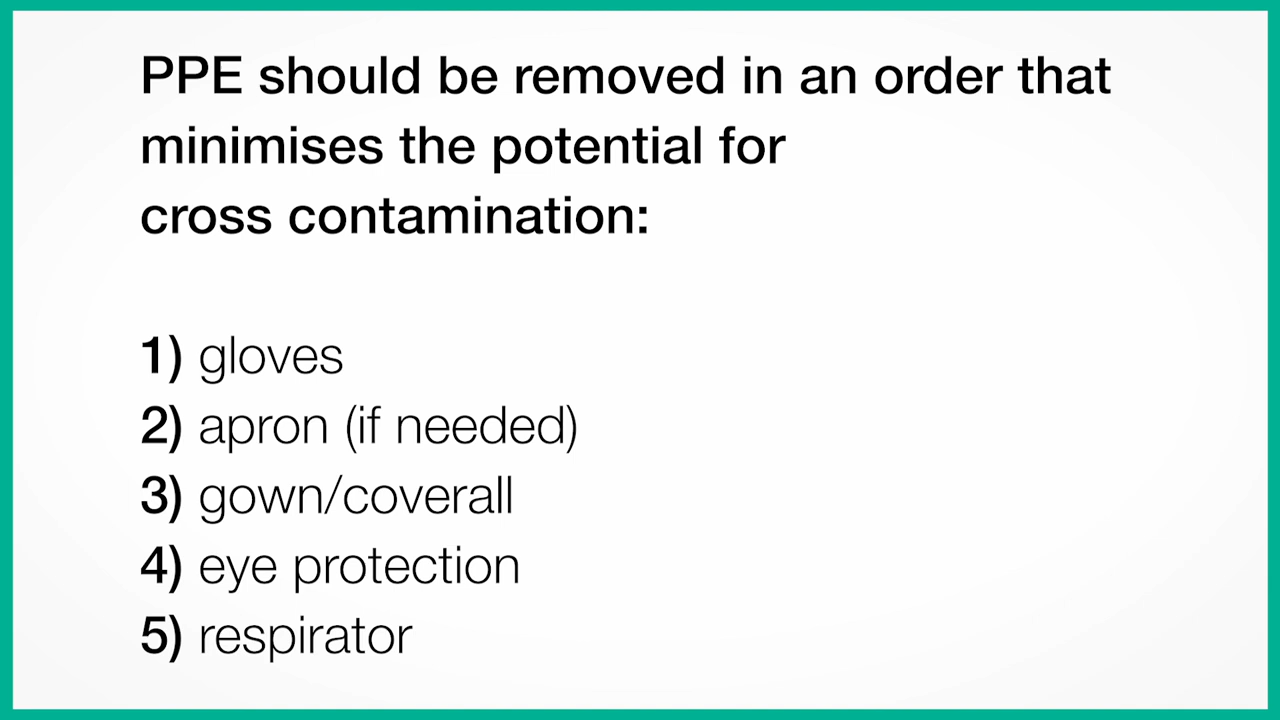 PPE should be removed in an order that
minimises the potential for
cross contamination:
1) gloves
2) apron (if needed)
3) gown/coverall
4) eye protection
5) respirator